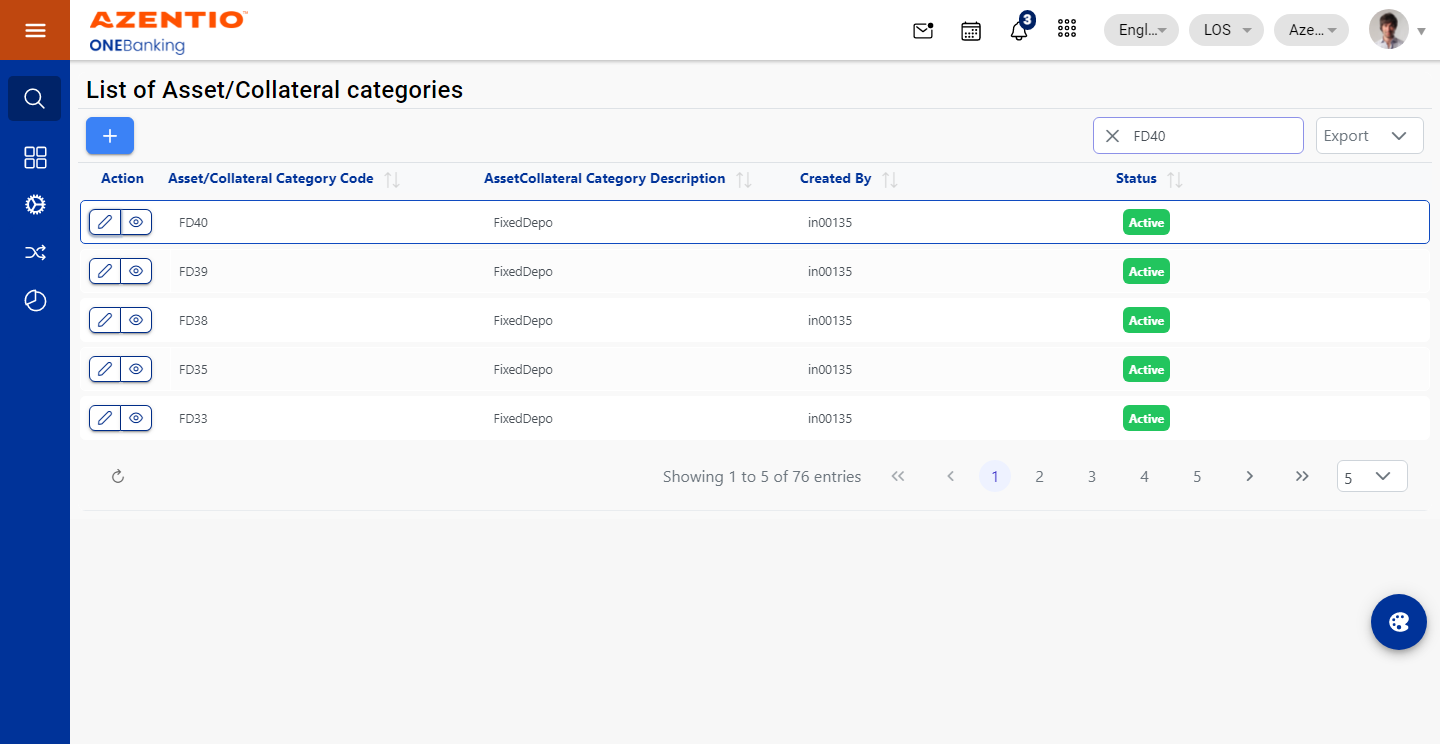 AZENTIO™
ONEBanking
3
Engl...
LOS
Aze...
List of Asset/Collateral categories
FD40
Export
Action Asset/Collateral Category Code AssetCollateral Category Description Created By Status
FD40 FixedDepo in00135 Active
FD39 FixedDepo in00135 Active
FD38 FixedDepo in00135 Active
FD35 FixedDepo in00135 Active
FD33 FixedDepo in00135 Active
Showing 1 to 5 of 76 entries 1 2 3 4 5 5